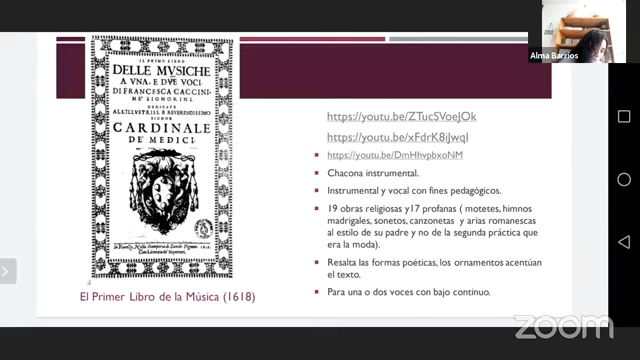 IL PRIMO LIBRO
DELLE MVSICHE
A VNA, E DVE VOCI
DI FRANCESCA CACCINI
NE' SIGNORINI.
DEDICATE
ALL'ILLVSTRISS. E REVERENDISSIMO
SIGNOR
CARDINALE
DE' MEDICI
El Primer Libro de la Música (1618)
https://youtu.be/ZTucSVoeJOk
https://youtu.be/xFdrK8iJwqI
https://youtu.be/DmHhvpbxoNM
Chacona instrumental.
Instrumental y vocal con fines pedagógicos.
19 obras religiosas y17 profanas ( motetes, himnos
madrigales, sonetos, canzonetas y arias romanescas
al estilo de su padre y no de la segunda práctica que
era la moda).
Resalta las formas poéticas, los ornamentos acentúan
el texto.
Para una o dos voces con bajo continuo.
Alma Barrios
zoom